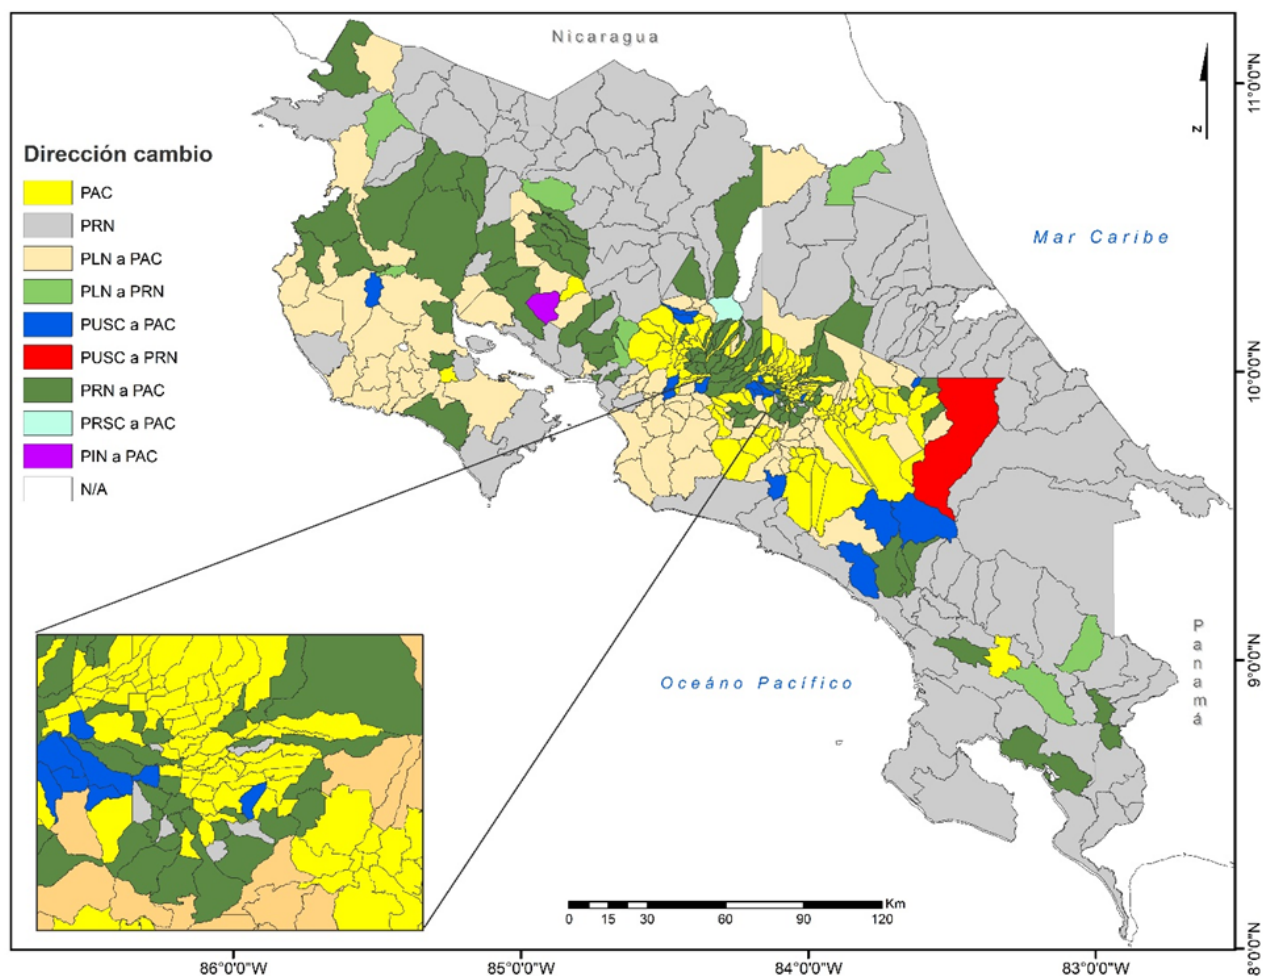 Nicaragua
11°0'0"N
z
Dirección cambio
PAC
PRN
PLN a PAC
PLN a PRN
PUSC a PAC
PUSC a PRN
PRN a PAC
PRSC a PAC
PIN a PAC
N/A
Mar Caribe
10°0'0"N
Panamá
9°0'0"N
Oceáno Pacífico
Km
0 15 30 60 90 120
8°0'0"N
86°0'0"W 85°0'0"W 84°0'0"W 83°0'0"W